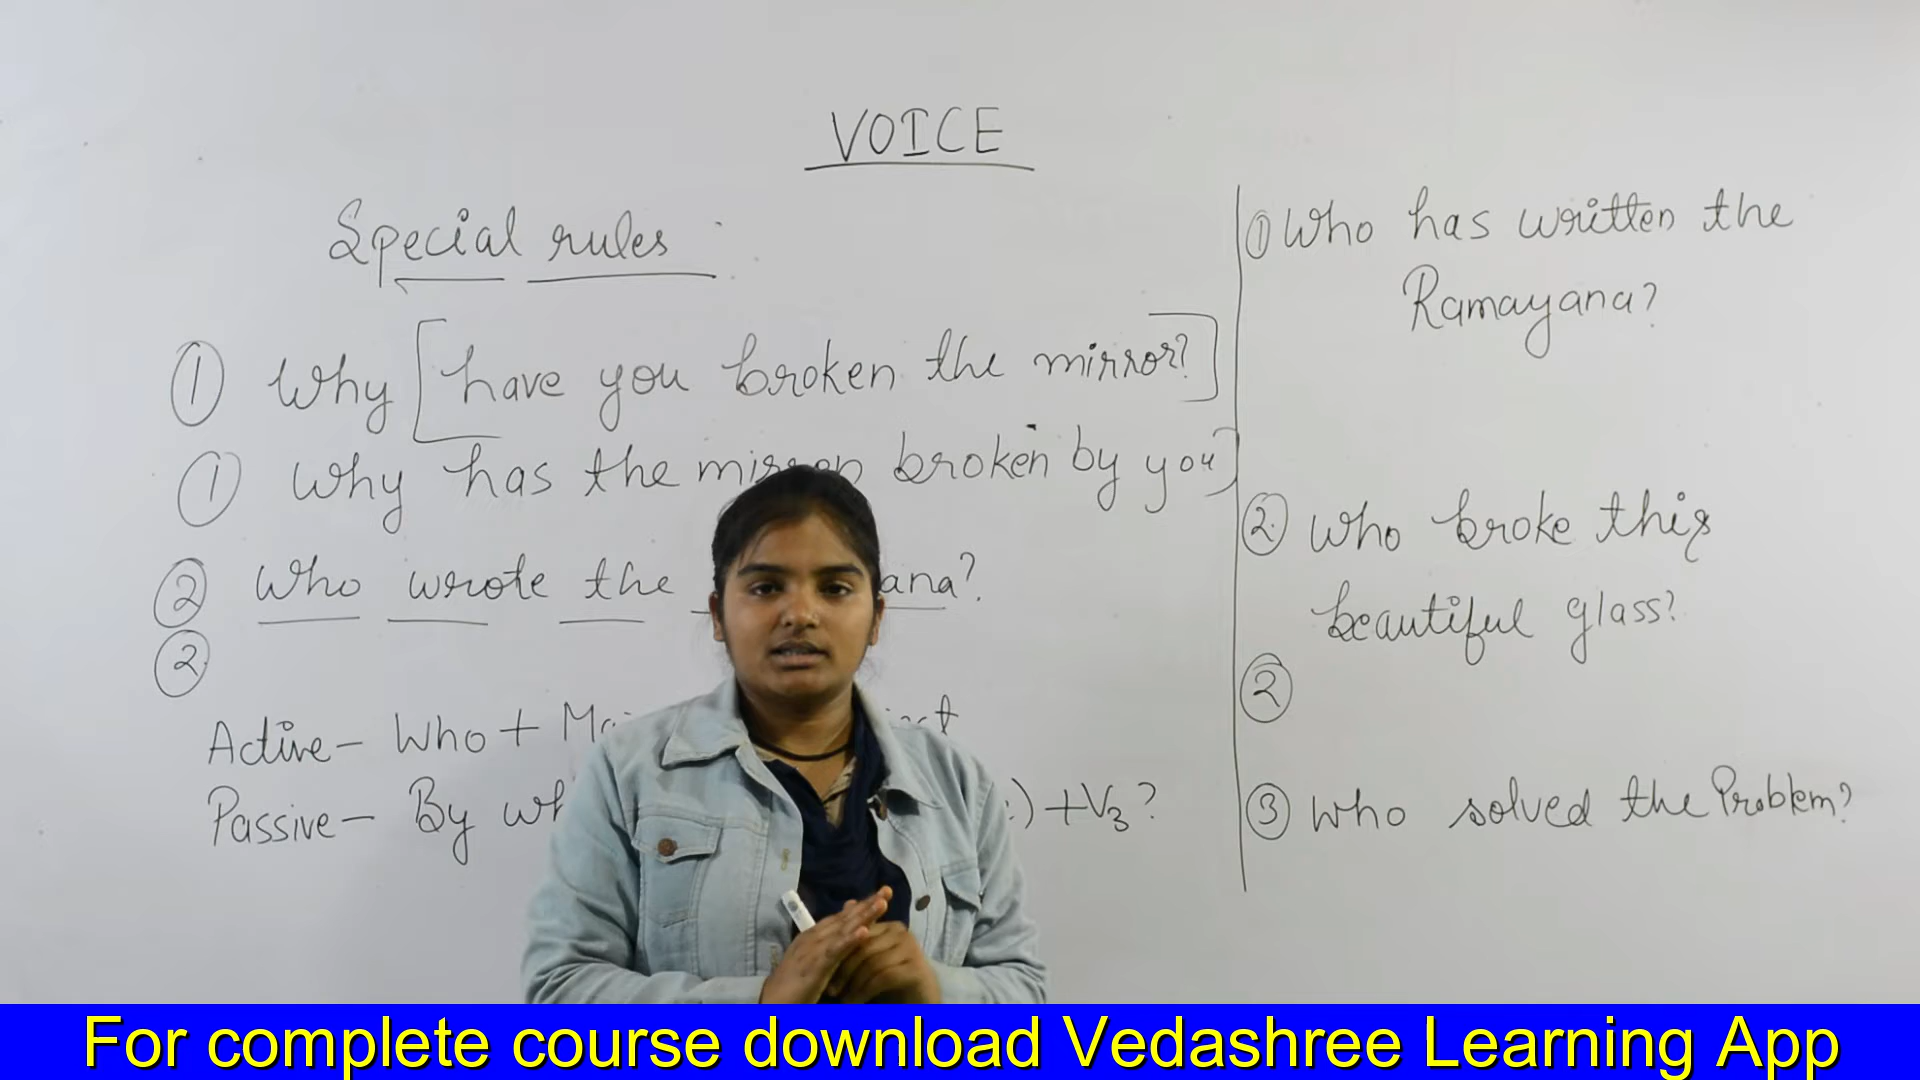 VOICE
Special rules
① Why [have you broken the mirror?]
① Why has the mirror broken by you]
② Who wrote the ana?
②
Active- Who +
Passive- By ) + V3?
① Who has written the
Ramayana?
② Who broke this
beautiful glass?
②
③ Who solved the Problem?
For complete course download Vedashree Learning App